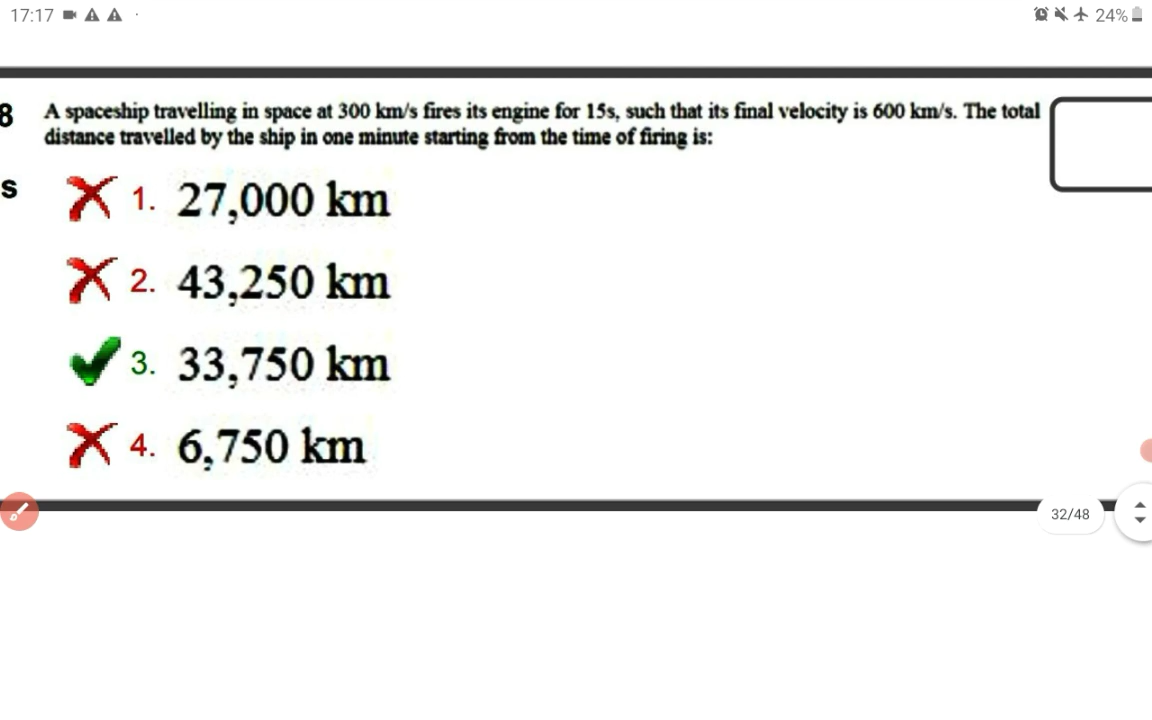 17:17
24%
8 A spaceship travelling in space at 300 km/s fires its engine for 15s, such that its final velocity is 600 km/s. The total
distance travelled by the ship in one minute starting from the time of firing is:
s
1. 27,000 km
2. 43,250 km
3. 33,750 km
4. 6,750 km
32/48